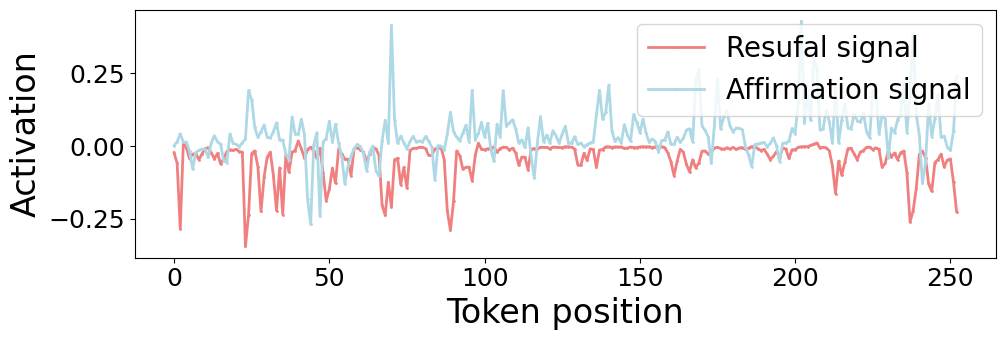 Resufal signal
Affirmation signal
Activation
0.25
0.00
−0.25
0 50 100 150 200 250
Token position